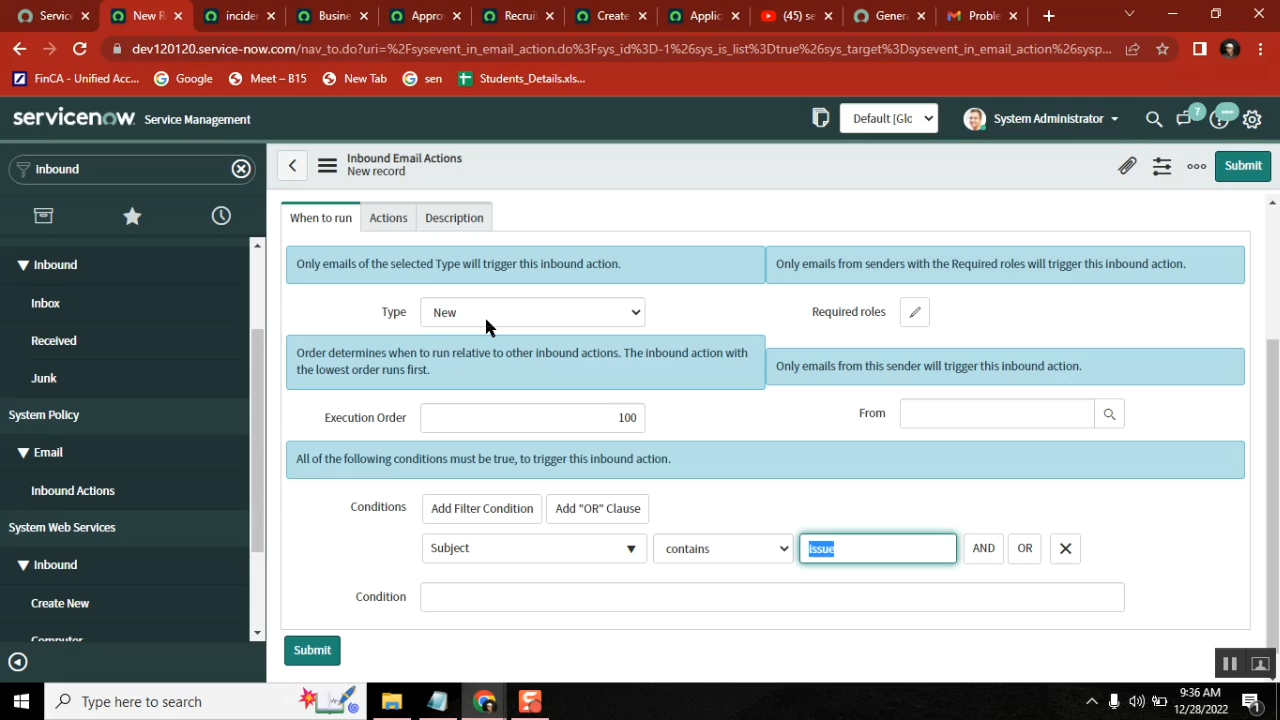 Service
New R
incider
Busine
Appro
Recruit
Create
Applic
(45) se
Genera
Proble
dev120120.service-now.com/nav_to.do?uri=%2Fsysevent_in_email_action.do%3Fsys_id%3D-1%26sys_is_list%3Dtrue%26sys_target%3Dsysevent_in_email_action%26sysp...
FinCA - Unified Acc...
Google
Meet – B15
New Tab
sen
Students_Details.xls...
servicenow Service Management
Default [Glo
System Administrator
7
inbound
Inbound Email Actions
New record
Submit
Inbound
Inbox
Received
Junk
System Policy
Email
Inbound Actions
System Web Services
Inbound
Create New
Computer
When to run
Actions
Description
Only emails of the selected Type will trigger this inbound action.
Only emails from senders with the Required roles will trigger this inbound action.
Type
New
Required roles
Order determines when to run relative to other inbound actions. The inbound action with
the lowest order runs first.
Only emails from this sender will trigger this inbound action.
Execution Order
100
From
All of the following conditions must be true, to trigger this inbound action.
Conditions
Add Filter Condition
Add "OR" Clause
Subject
contains
issue
AND
OR
Condition
Submit
Type here to search
9:36 AM
12/28/2022
1